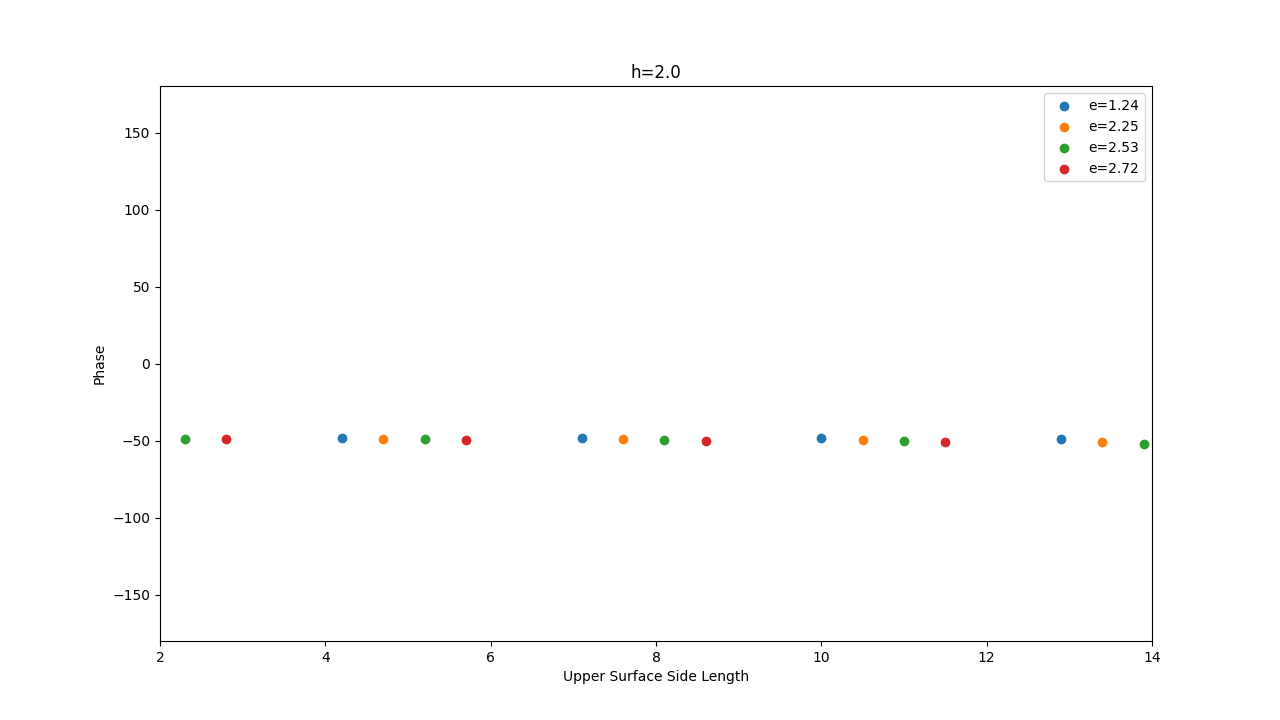 h=2.0
e=1.24
e=2.25
e=2.53
e=2.72
150
100
50
0
−50
−100
−150
Phase
2 4 6 8 10 12 14
Upper Surface Side Length